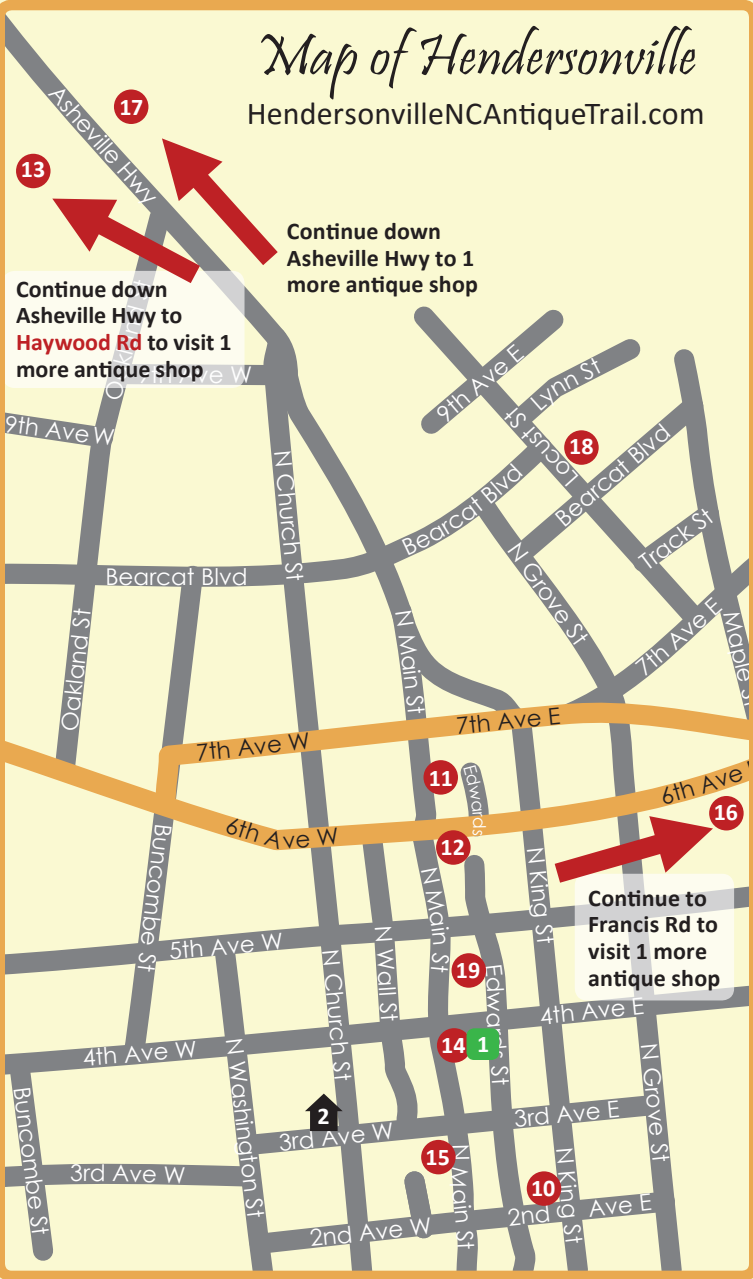 Map of Hendersonville
HendersonvilleNCAntiqueTrail.com
17
Asheville Hwy
13
Continue down
Asheville Hwy to 1
more antique shop
Continue down
Asheville Hwy to
Haywood Rd to visit 1
more antique shop
Ave W
9th Ave E
Lynn St
9th Ave W
Locust St
18
Bearcat Blvd
N Church St
Bearcat Blvd
Track St
N Grove St
Bearcat Blvd
Oakland St
N Main St
7th Ave E
Maple St
7th Ave W
7th Ave E
11
Edwards
6th Ave
16
6th Ave W
12
Buncombe St
N Main St
N King St
Continue to
Francis Rd to
visit 1 more
antique shop
5th Ave W
N Wall St
N Church St
19
Edwards St
4th Ave E
14
1
4th Ave W
N Washington St
N Grove St
Buncombe St
2
3rd Ave W
3rd Ave E
15
N Main St
N King St
3rd Ave W
10
2nd Ave W
2nd Ave E